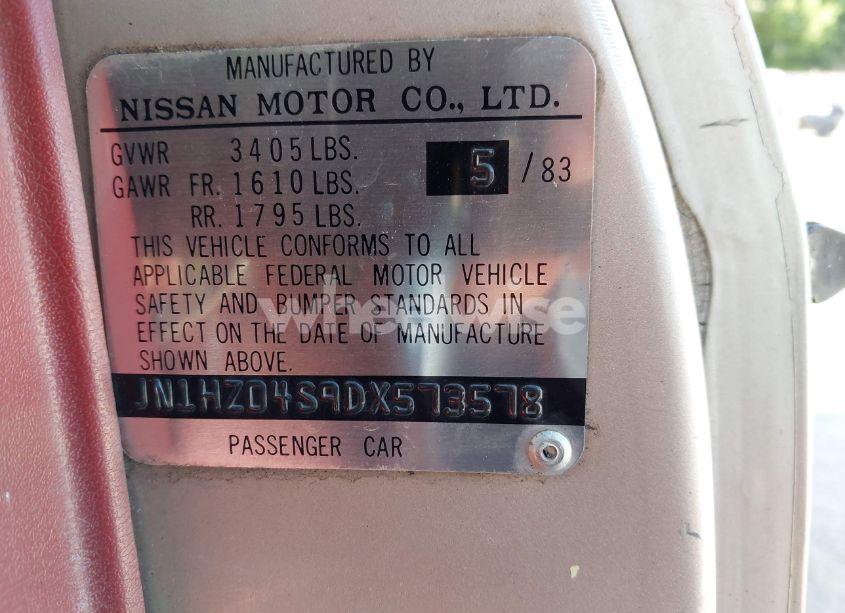 MANUFACTURED BY
NISSAN MOTOR CO., LTD.
GVWR 3405 LBS.
5 / 83
GAWR FR. 1610 LBS.
RR. 1795 LBS.
THIS VEHICLE CONFORMS TO ALL
APPLICABLE FEDERAL MOTOR VEHICLE
SAFETY AND BUMPER STANDARDS IN
wheelwise
EFFECT ON THE DATE OF MANUFACTURE
SHOWN ABOVE.
JN1HZ04S9DX573578
PASSENGER CAR